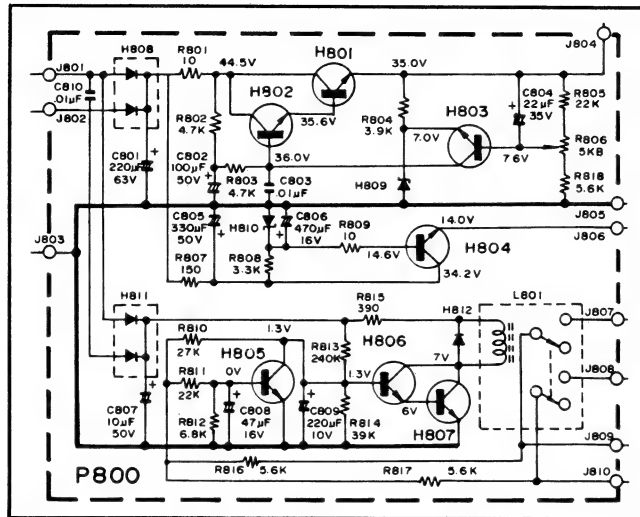 J801
H808
R801
10
44.5V
H801
35.0V
J804
C810
.01µF
J802
H802
35.6V
R802
4.7K
R804
3.9K
7.0V
H803
C804
22µF
35V
R805
22K
R806
5KB
7.6V
C801
220µF
63V
C802
100µF
50V
R803
4.7K
36.0V
C803
.01µF
H809
R818
5.6K
J803
C805
330µF
50V
H810
C806
470µF
16V
R809
10
14.0V
J805
J806
14.6V
H804
R807
150
R808
3.3K
34.2V
H811
R815
390
H812
L801
J807
R810
27K
1.3V
H805
R813
240K
H806
7V
R811
22K
0V
1.3V
6V
J808
C807
10µF
50V
R812
6.8K
C808
47µF
16V
C809
220µF
10V
R814
39K
H807
J809
P800
R816
5.6K
R817
5.6K
J810